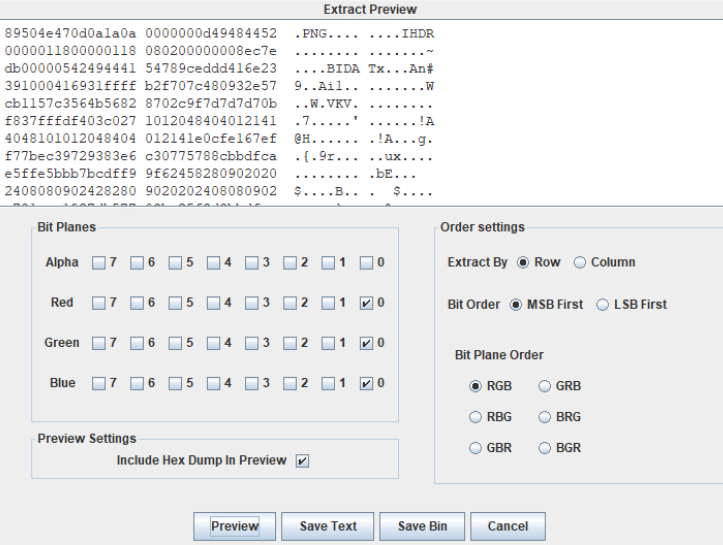 Extract Preview
89504e470d0a1a0a 0000000d49484452 .PNG.... ....IHDR
0000011800000118 080200000008ec7e ........ .......~
db00000542494441 54789ceddd416e23 ....BIDA Tx...An#
391000416931ffff b2f707c480932e57 9..Ai1.. .......W
cb1157c3564b5682 8702c9f7d7d7d70b ..W.VKV. ........
f837fffdf403c027 1012048404012141 .7.....' ......!A
4048101012048404 012141e0cfe167ef @H...... .!A...g.
f77bec39729383e6 c30775788cbbdfca .{.9r... ..ux....
e5ffe5bbb7bcdff9 9f62458280902020 ........ .bE...
2408080902428280 9020202408080902 $....B.. . $....
Bit Planes
Alpha 7 6 5 4 3 2 1 0
Red 7 6 5 4 3 2 1 0
Green 7 6 5 4 3 2 1 0
Blue 7 6 5 4 3 2 1 0
Preview Settings
Include Hex Dump In Preview
Order settings
Extract By Row Column
Bit Order MSB First LSB First
Bit Plane Order
RGB GRB
RBG BRG
GBR BGR
Preview Save Text Save Bin Cancel